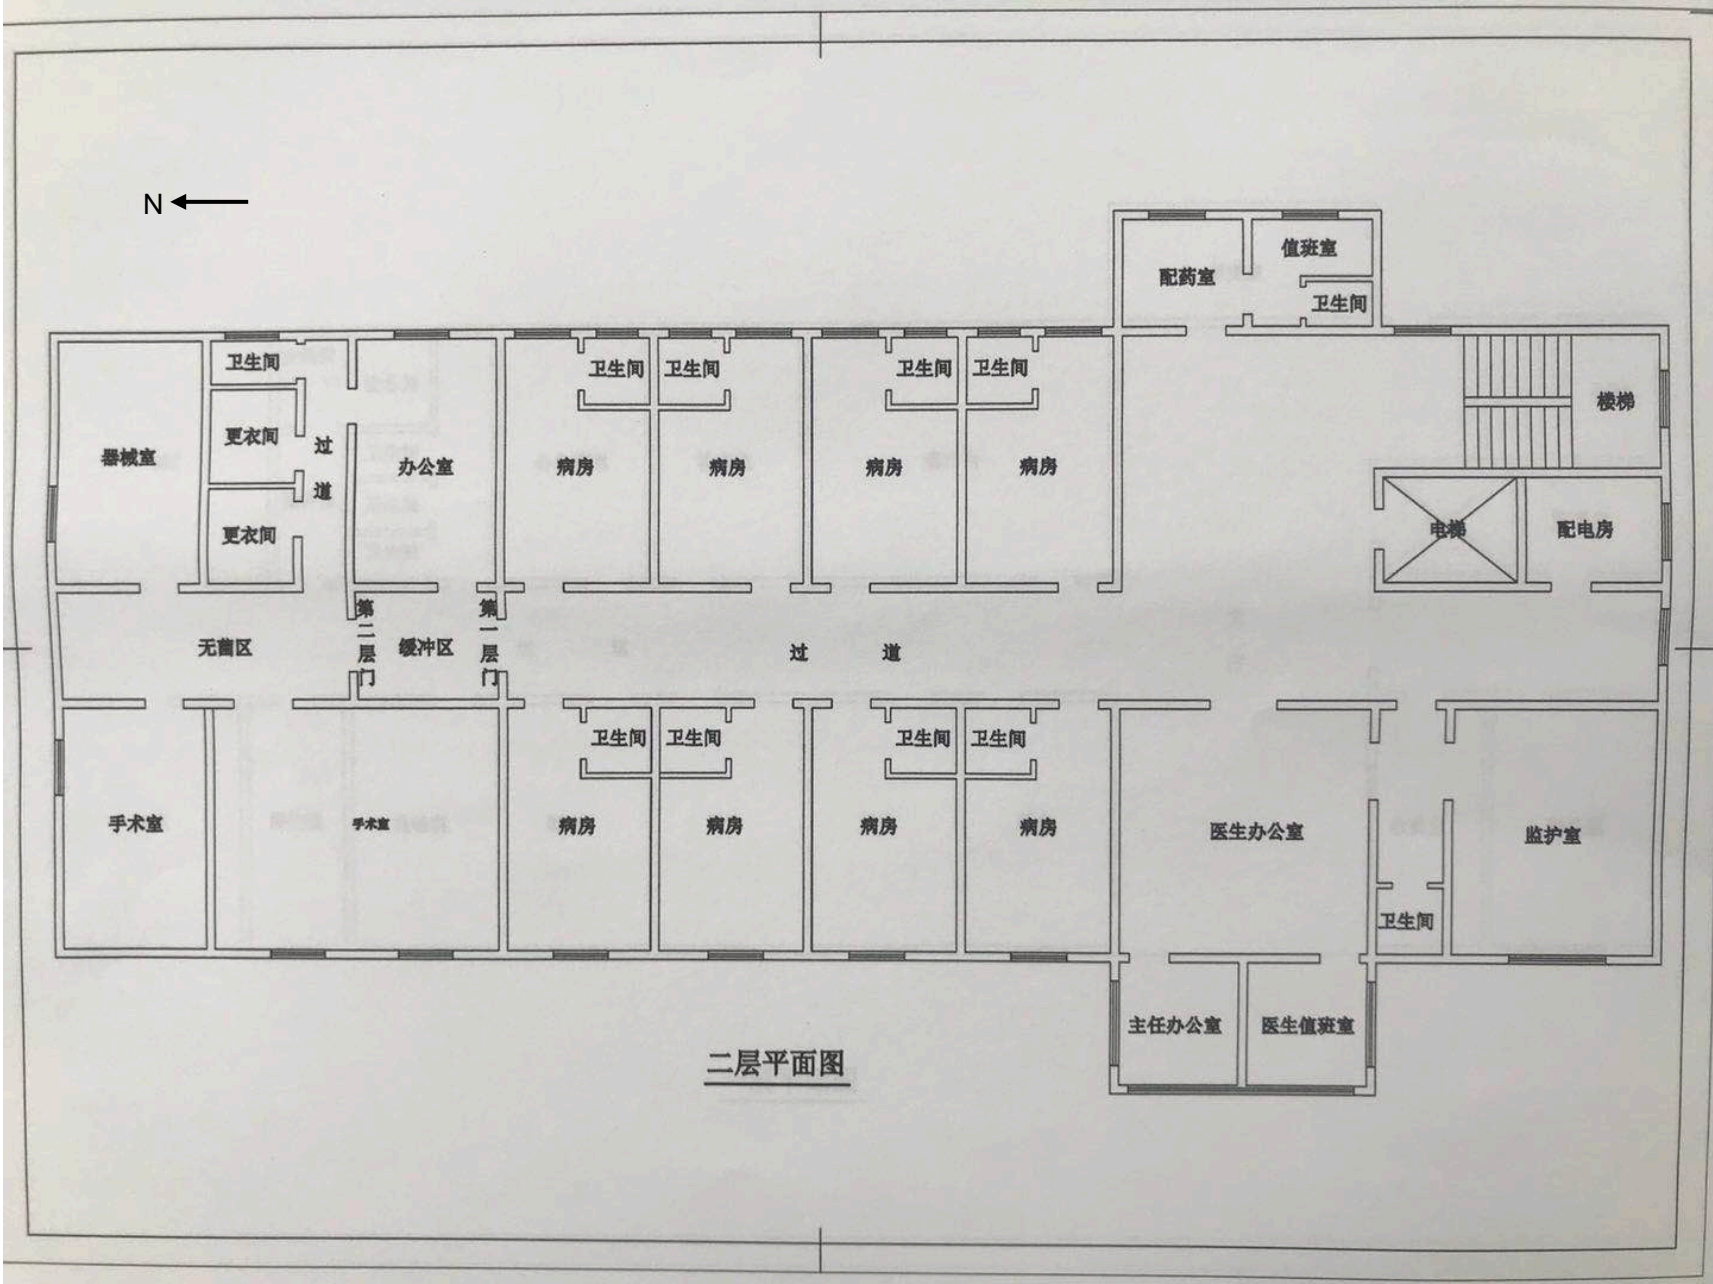 N
值班室
配药室
卫生间
卫生间
卫生间
卫生间
卫生间
卫生间
楼梯
更衣间
过
道
器械室
办公室
病房
病房
病房
病房
更衣间
电梯
配电房
第二层门
第一层门
无菌区
缓冲区
过
道
卫生间
卫生间
卫生间
卫生间
手术室
手术室
病房
病房
病房
病房
医生办公室
监护室
卫生间
主任办公室
医生值班室
二层平面图